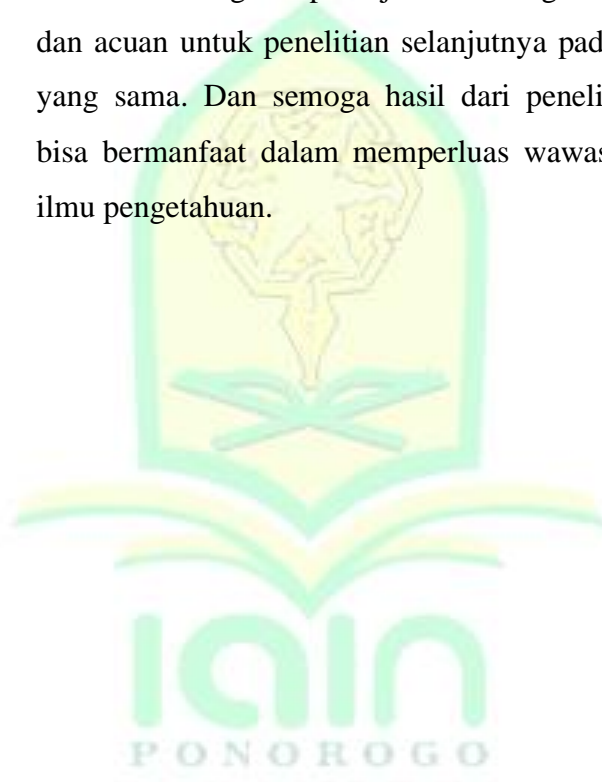 dan acuan untuk penelitian selanjutnya pad
yang sama. Dan semoga hasil dari peneli
bisa bermanfaat dalam memperluas wawas
ilmu pengetahuan.
iain
PONOROGO